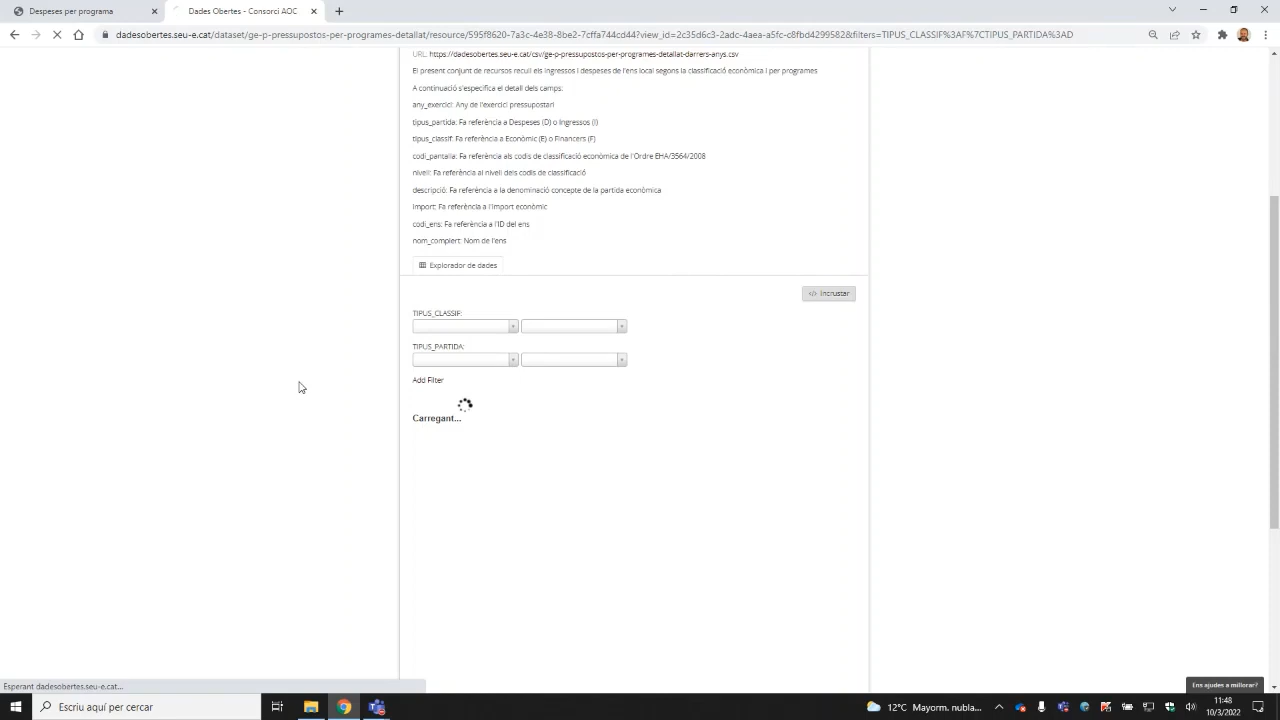 Despeses per programa
Dades Obertes - Consorci AOC
dadesobertes.seu-e.cat/dataset/ge-p-pressupostos-per-programes-detallat/resource/595f8620-7a3c-4e38-8be2-7cffa744cd44?view_id=2c35d6c3-2adc-4aea-a5fc-c8fbd4299582&filters=TIPUS_CLASSIF%3AF%7CTIPUS_PARTIDA%3AD
URL: https://dadesobertes.seu-e.cat/csv/ge-p-pressupostos-per-programes-detallat-darrers-anys.csv
El present conjunt de recursos recull els ingressos i despeses de l'ens local segons la classificació econòmica i per programes
A continuació s'especifica el detall dels camps:
any_exercici: Any de l'exercici pressupostari
tipus_partida: Fa referència a Despeses (D) o Ingressos (I)
tipus_classif: Fa referència a Econòmic (E) o Financers (F)
codi_pantalla: Fa referència als codis de classificació econòmica de l'Ordre EHA/3564/2008
nivell: Fa referència al nivell dels codis de classificació
descripció: Fa referència a la denominació concepte de la partida econòmica
import: Fa referència a l'import econòmic
codi_ens: Fa referència a l'ID del ens
nom_complert: Nom de l'ens
Explorador de dades
Incrustar
TIPUS_CLASSIF:
TIPUS_PARTIDA:
Add Filter
Carregant...
Esperant dadesobertes.seu-e.cat...
Ens ajudes a millorar?
Escriu aquí per cercar
12°C Mayorm. nubla...
11:48
10/3/2022